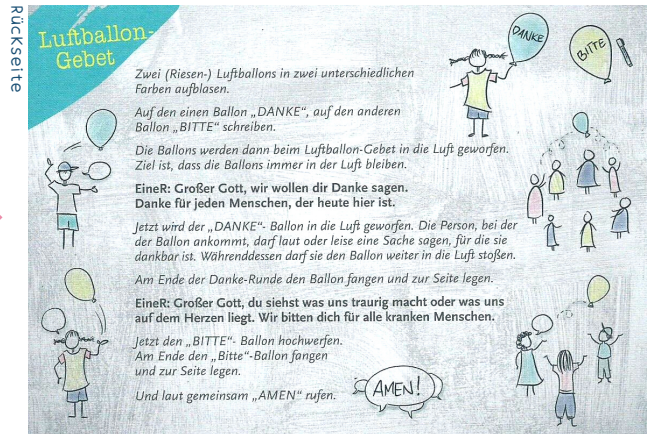 Rückseite
Luftballon-
Gebet
DANKE
BITTE
Zwei (Riesen-) Luftballons in zwei unterschiedlichen
Farben aufblasen.
Auf den einen Ballon „DANKE“, auf den anderen
Ballon „BITTE“ schreiben.
Die Ballons werden dann beim Luftballon-Gebet in die Luft geworfen.
Ziel ist, dass die Ballons immer in der Luft bleiben.
EineR: Großer Gott, wir wollen dir Danke sagen.
Danke für jeden Menschen, der heute hier ist.
Jetzt wird der „DANKE“- Ballon in die Luft geworfen. Die Person, bei der
der Ballon ankommt, darf laut oder leise eine Sache sagen, für die sie
dankbar ist. Währenddessen darf sie den Ballon weiter in die Luft stoßen.
Am Ende der Danke-Runde den Ballon fangen und zur Seite legen.
EineR: Großer Gott, du siehst was uns traurig macht oder was uns
auf dem Herzen liegt. Wir bitten dich für alle kranken Menschen.
Jetzt den „BITTE“- Ballon hochwerfen.
Am Ende den „Bitte“-Ballon fangen
und zur Seite legen.
Und laut gemeinsam „AMEN“ rufen.
AMEN!